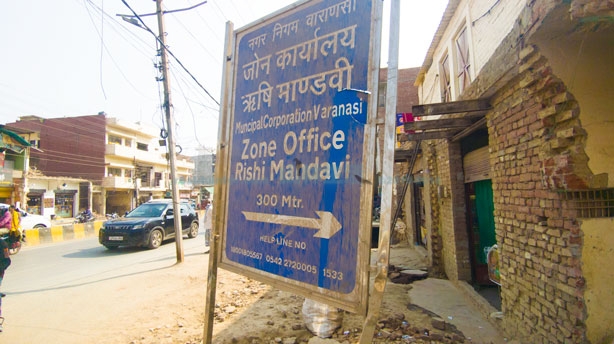 नगर निगम वाराणसी
जोन कार्यालय
ऋषि माण्डवी
Muncipal Corporation Varanasi
Zone Office
Rishi Mandavi
300 Mtr.
HELP LINE NO
18001805567 0542 2720005 1533